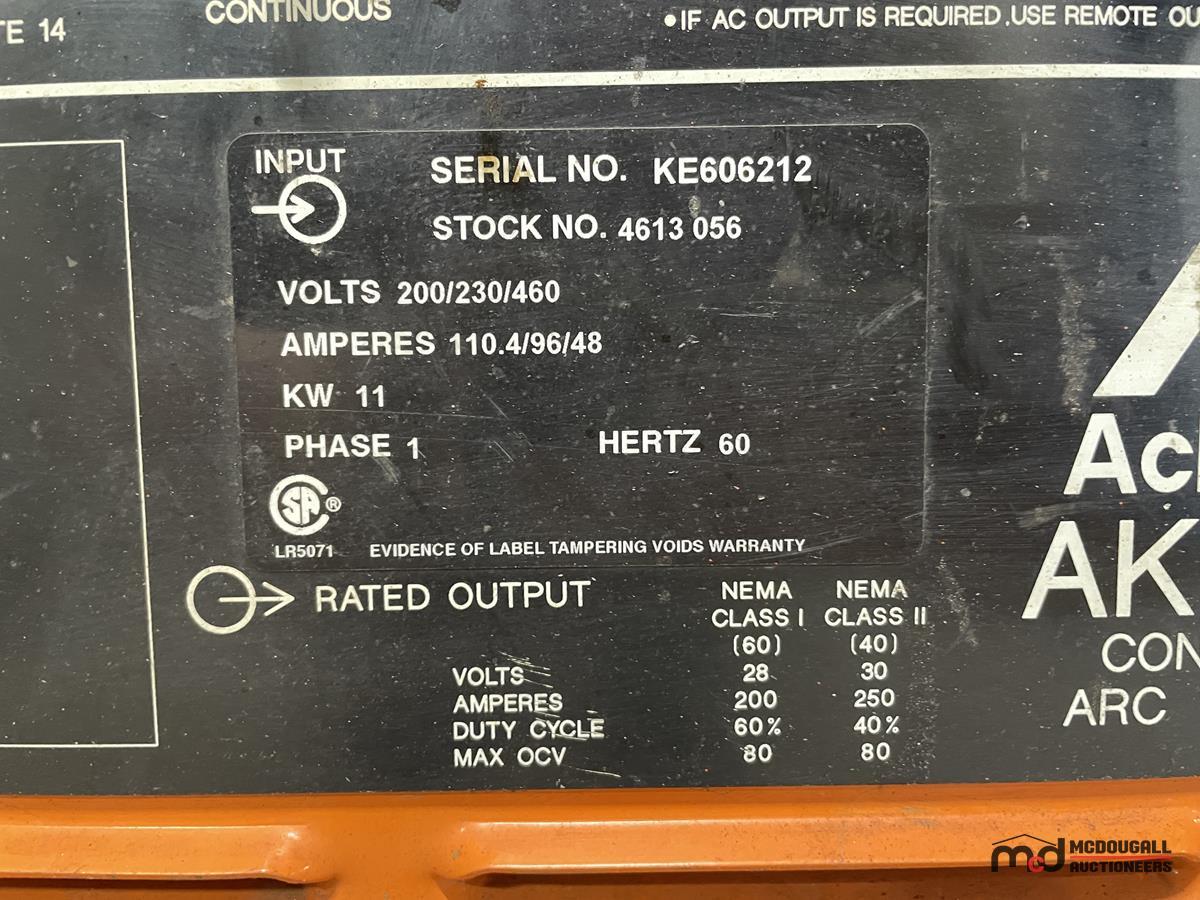 CONTINUOUS
TE 14
• IF AC OUTPUT IS REQUIRED, USE REMOTE OU
INPUT
SERIAL NO. KE606212
STOCK NO. 4613 056
VOLTS 200/230/460
AMPERES 110.4/96/48
KW 11
PHASE 1 HERTZ 60
SA ®
LR5071 EVIDENCE OF LABEL TAMPERING VOIDS WARRANTY
RATED OUTPUT
NEMA NEMA
CLASS I CLASS II
(60) (40)
VOLTS 28 30
AMPERES 200 250
DUTY CYCLE 60% 40%
MAX OCV 80 80
Ac
AK
CON
ARC
md MCDOUGALL
AUCTIONEERS